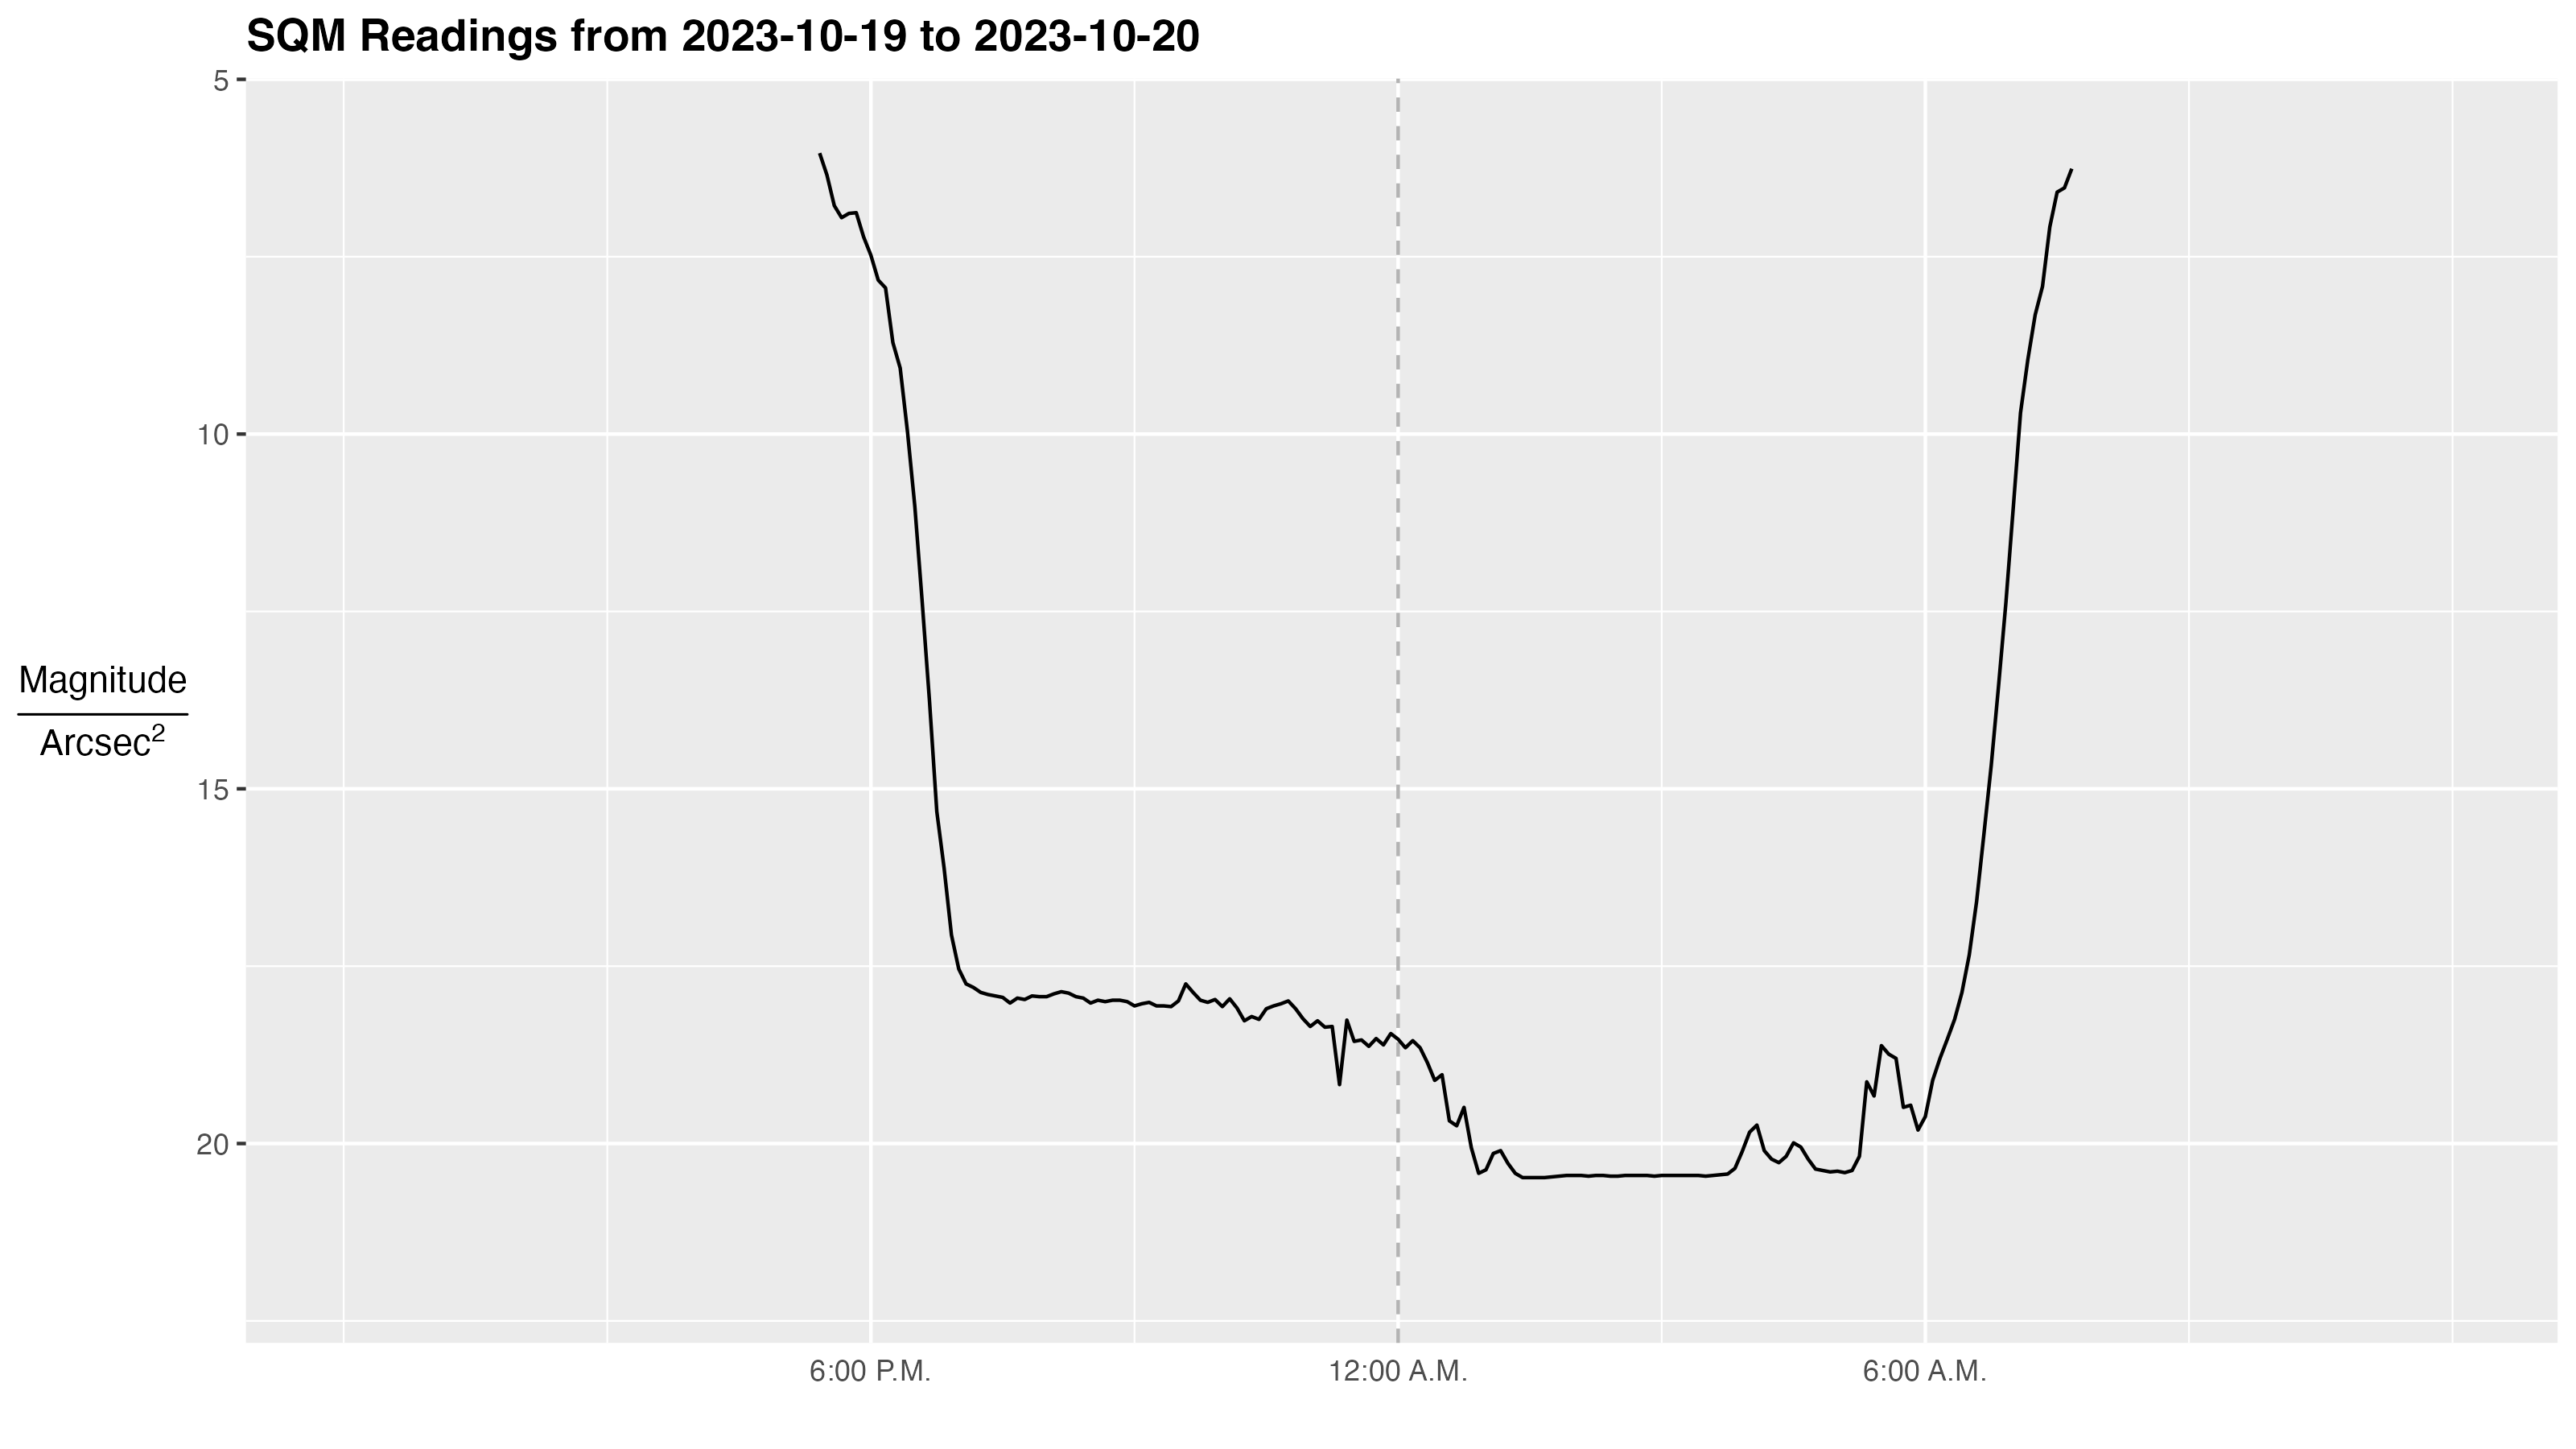 SQM Readings from 2023-10-19 to 2023-10-20
5
10
15
20
Magnitude
Arcsec²
6:00 P.M.
12:00 A.M.
6:00 A.M.